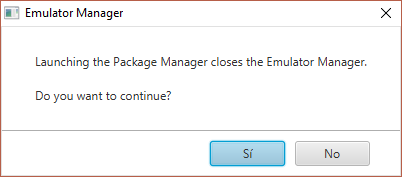 Emulator Manager
Launching the Package Manager closes the Emulator Manager.
Do you want to continue?
Sí
No